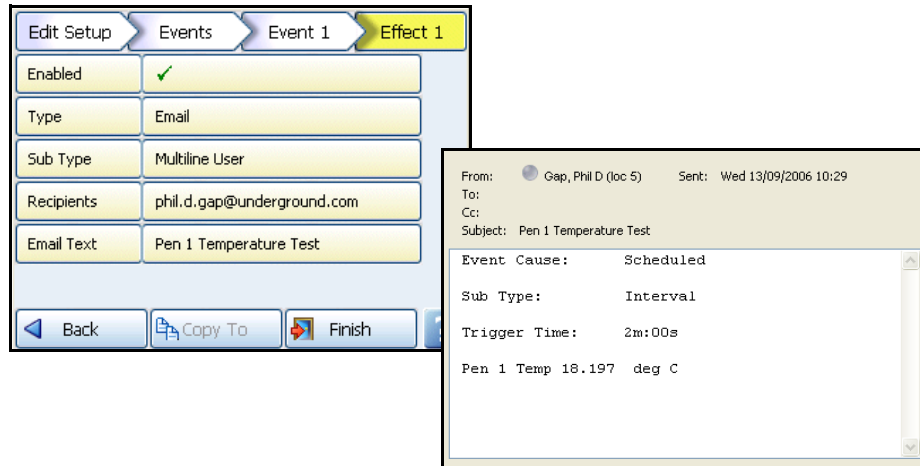 Edit Setup Events Event 1 Effect 1
Enabled ✓
Type Email
Sub Type Multiline User
Recipients phil.d.gap@underground.com
Email Text Pen 1 Temperature Test
Back Copy To Finish ?
From: Gap, Phil D (loc 5) Sent: Wed 13/09/2006 10:29
To:
Cc:
Subject: Pen 1 Temperature Test
Event Cause: Scheduled
Sub Type: Interval
Trigger Time: 2m:00s
Pen 1 Temp 18.197 deg C